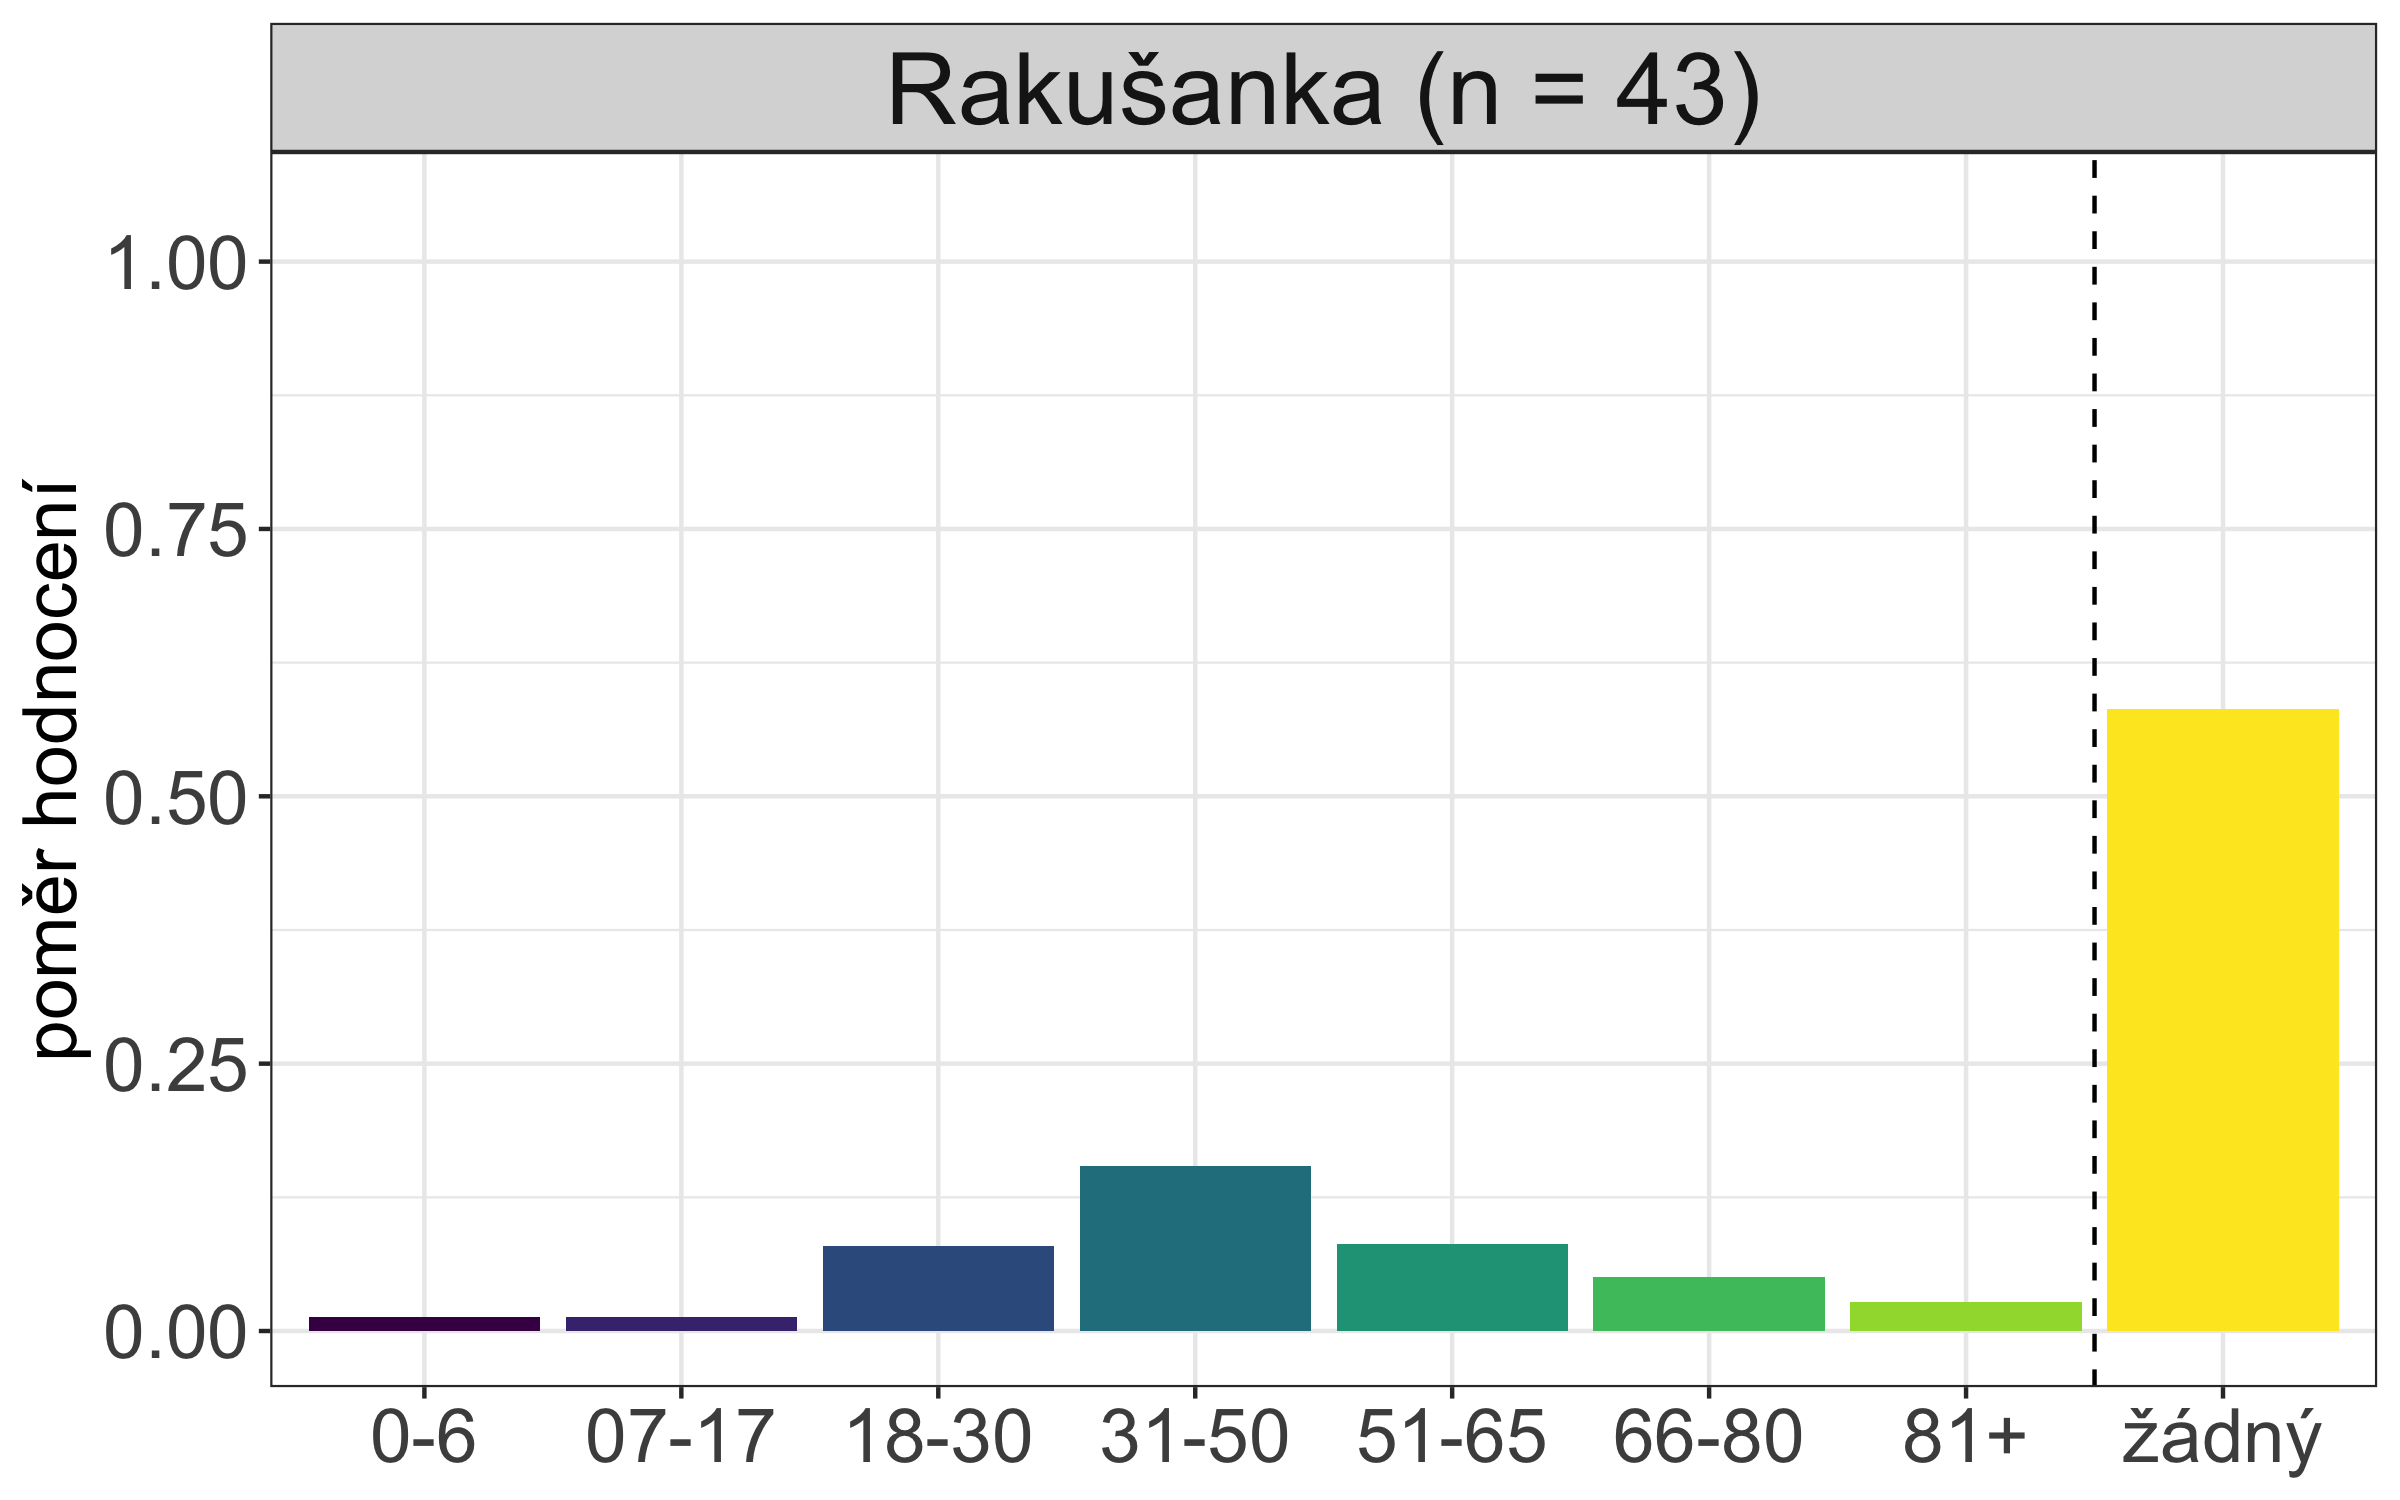 Rakušanka (n = 43)
poměr hodnocení
1.00
0.75
0.50
0.25
0.00
0-6 07-17 18-30 31-50 51-65 66-80 81+ žádný